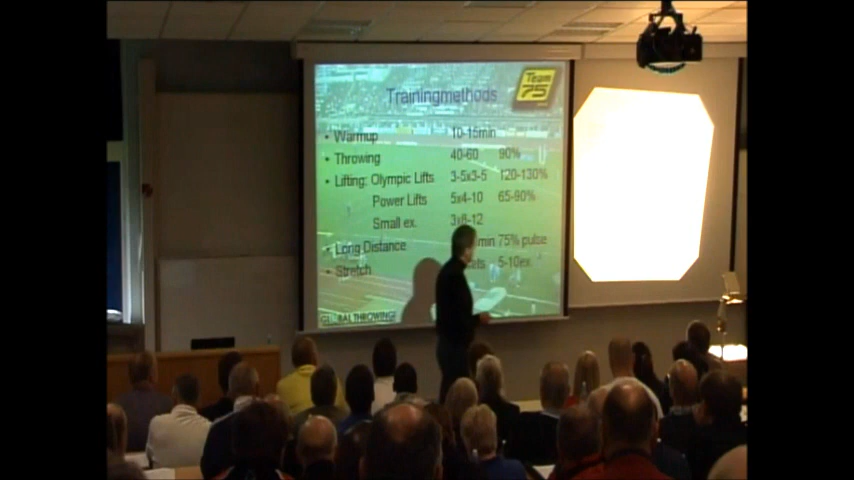 Team
75
Trainingmethods
• Warmup 10-15min
• Throwing 40-60 90%
• Lifting: Olympic Lifts 3-5x3-5 120-130%
Power Lifts 5x4-10 65-90%
Small ex. 3x8-12
• Long Distance min 75% pulse
• Stretch 5-10ex
GLOBAL THROWING